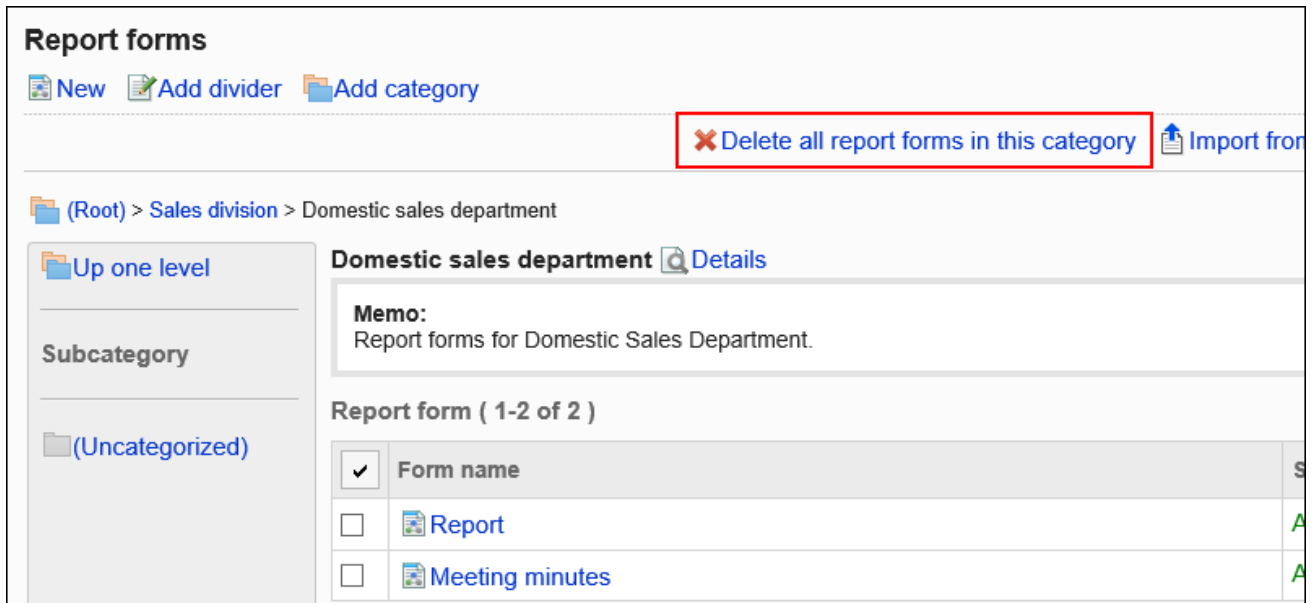 Report forms
New Add divider Add category
Delete all report forms in this category Import from
(Root) > Sales division > Domestic sales department
Up one level
Subcategory
(Uncategorized)
Domestic sales department Details
Memo:
Report forms for Domestic Sales Department.
Report form ( 1-2 of 2 )
Form name
Report
Meeting minutes